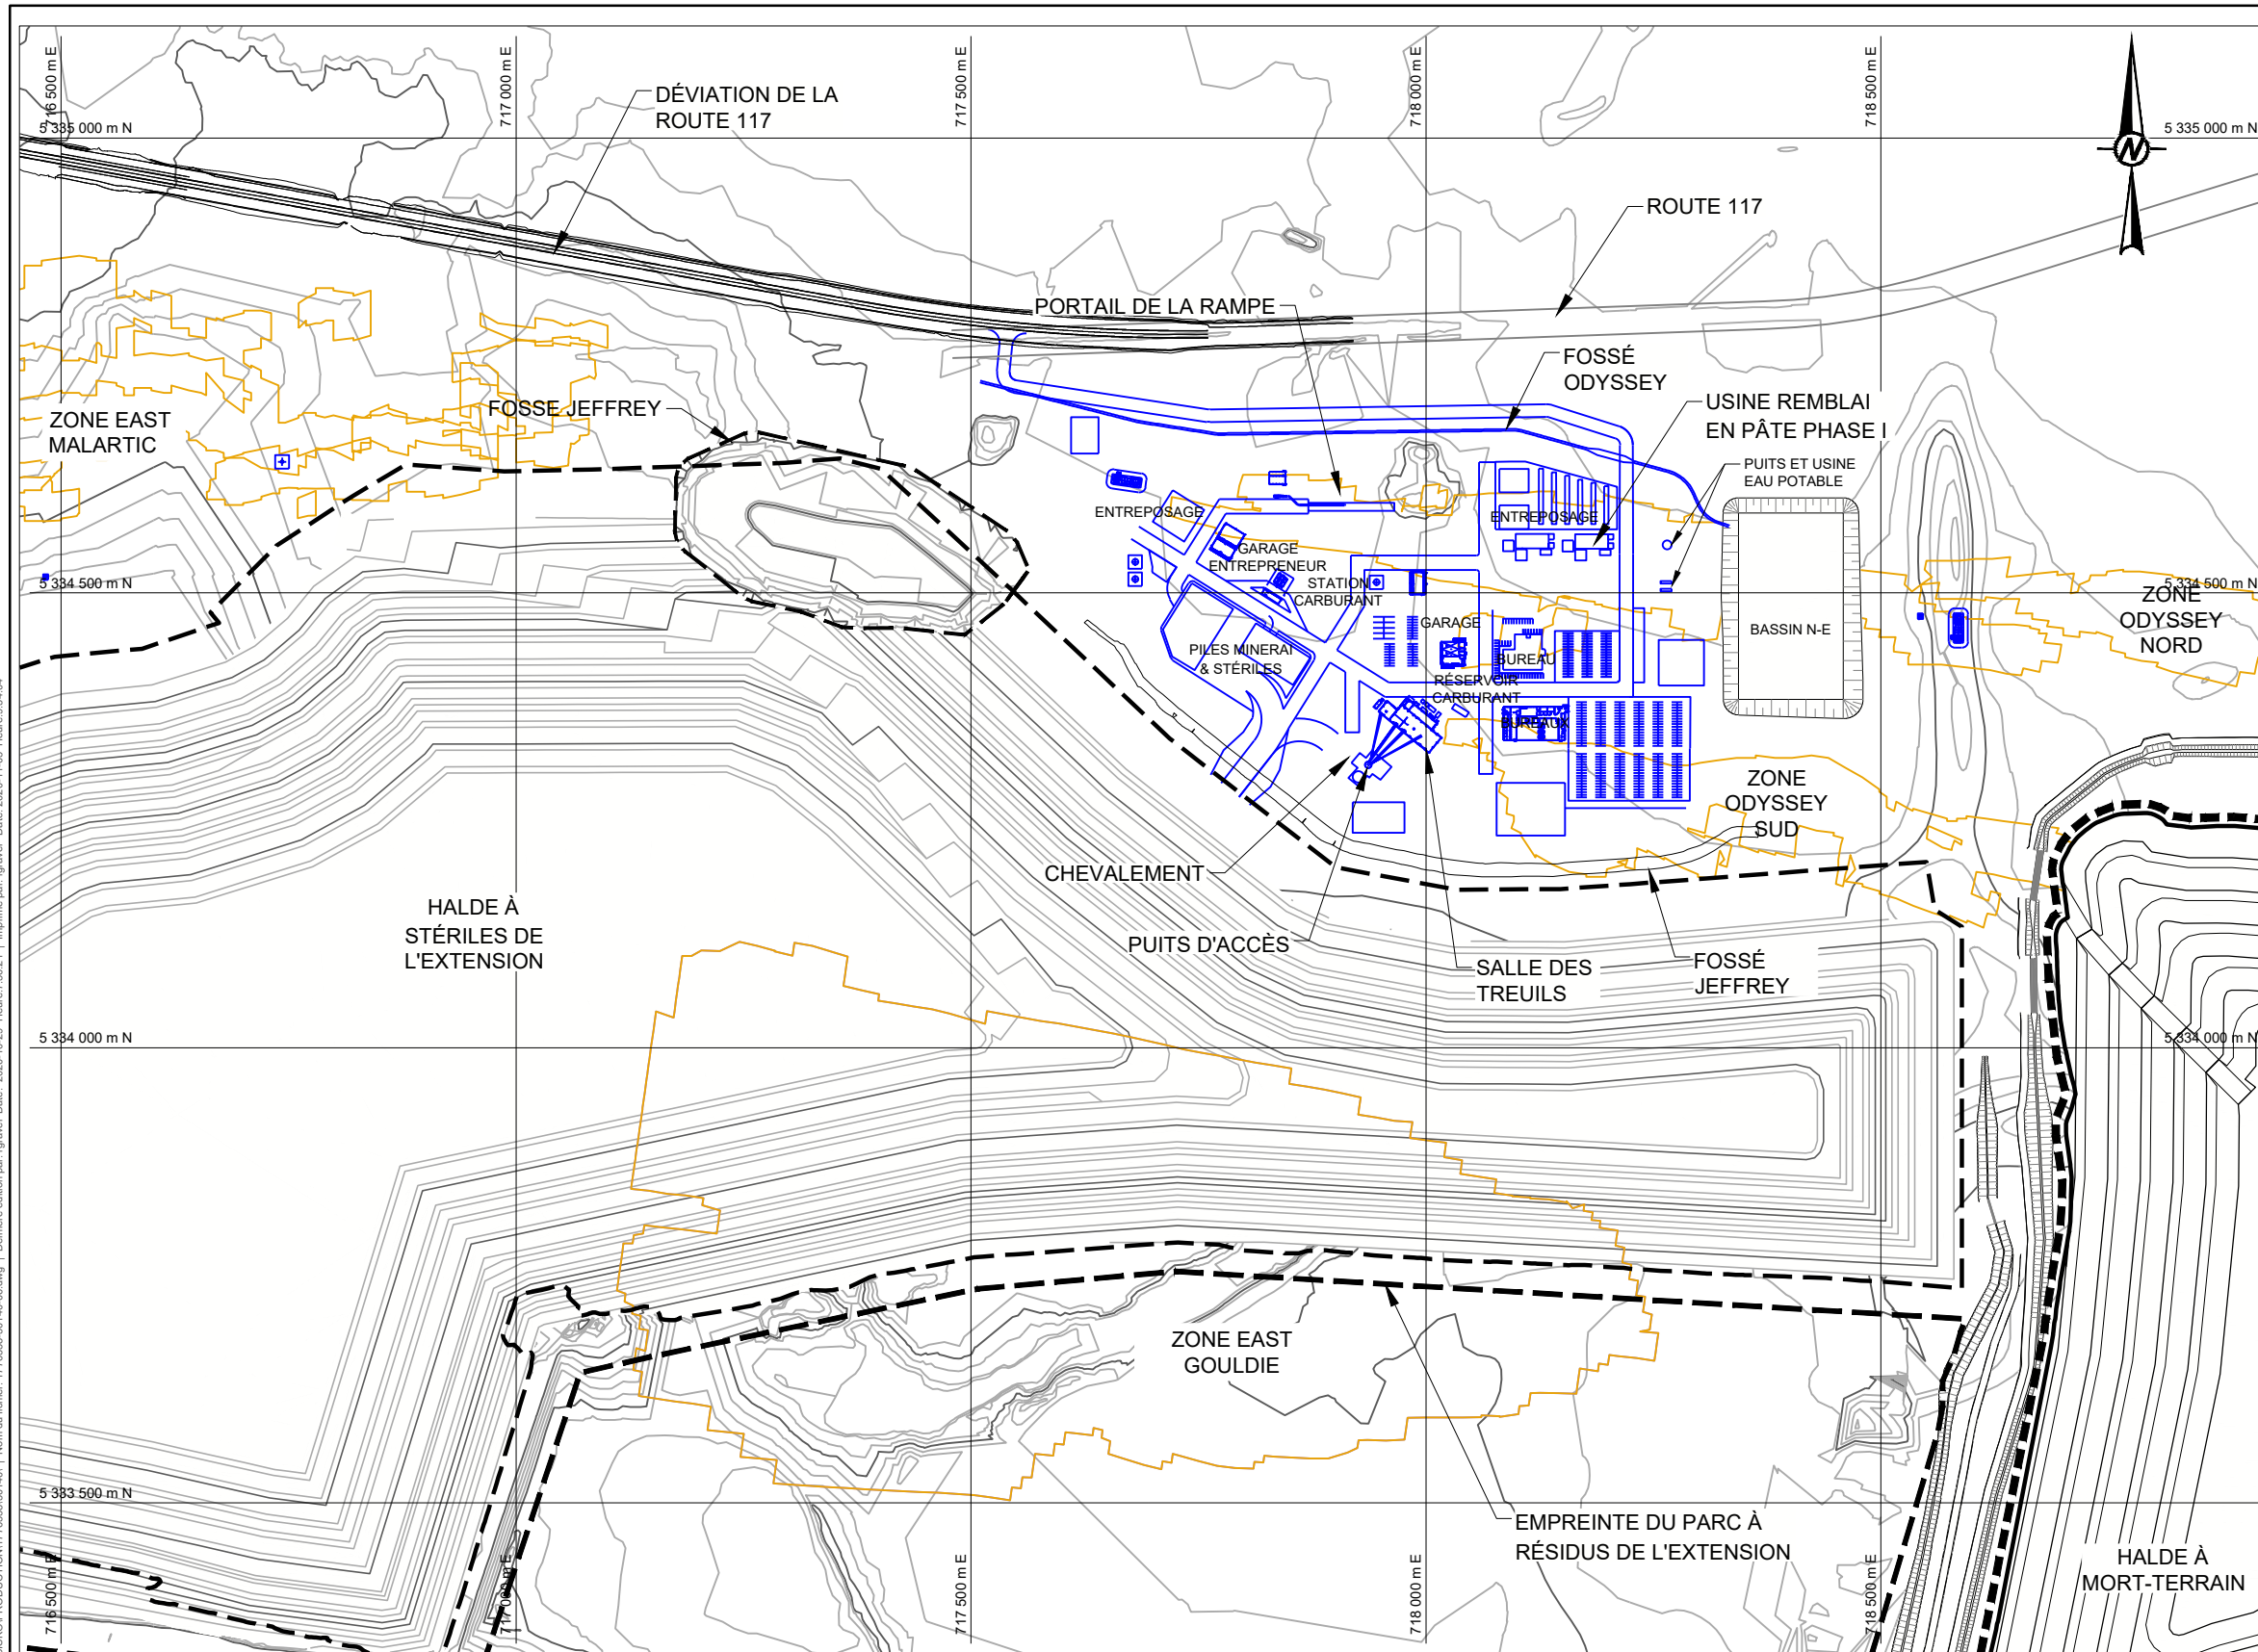 716 500 m E
717 000 m E
717 500 m E
718 000 m E
718 500 m E
5 335 000 m N
5 335 000 m N
DÉVIATION DE LA
ROUTE 117
N
ROUTE 117
PORTAIL DE LA RAMPE
FOSSÉ
ODYSSEY
USINE REMBLAI
EN PÂTE PHASE I
ZONE EAST
MALARTIC
FOSSE JEFFREY
PUITS ET USINE
EAU POTABLE
ENTREPOSAGE
ENTREPOSAGE
GARAGE
ENTREPRENEUR
STATION
CARBURANT
5 334 500 m N
5 334 500 m N
ZONE
ODYSSEY
NORD
GARAGE
BASSIN N-E
PILES MINERAI
& STÉRILES
BUREAU
RÉSERVOIR
CARBURANT
BUREAUX
ZONE
ODYSSEY
SUD
CHEVALEMENT
HALDE À
STÉRILES DE
L'EXTENSION
PUITS D'ACCÈS
SALLE DES
TREUILS
FOSSÉ
JEFFREY
5 334 000 m N
5 334 000 m N
ZONE EAST
GOULDIE
5 333 500 m N
EMPREINTE DU PARC À
RÉSIDUS DE L'EXTENSION
HALDE À
MORT-TERRAIN
716 500 m E
717 000 m E
717 500 m E
718 000 m E
718 500 m E